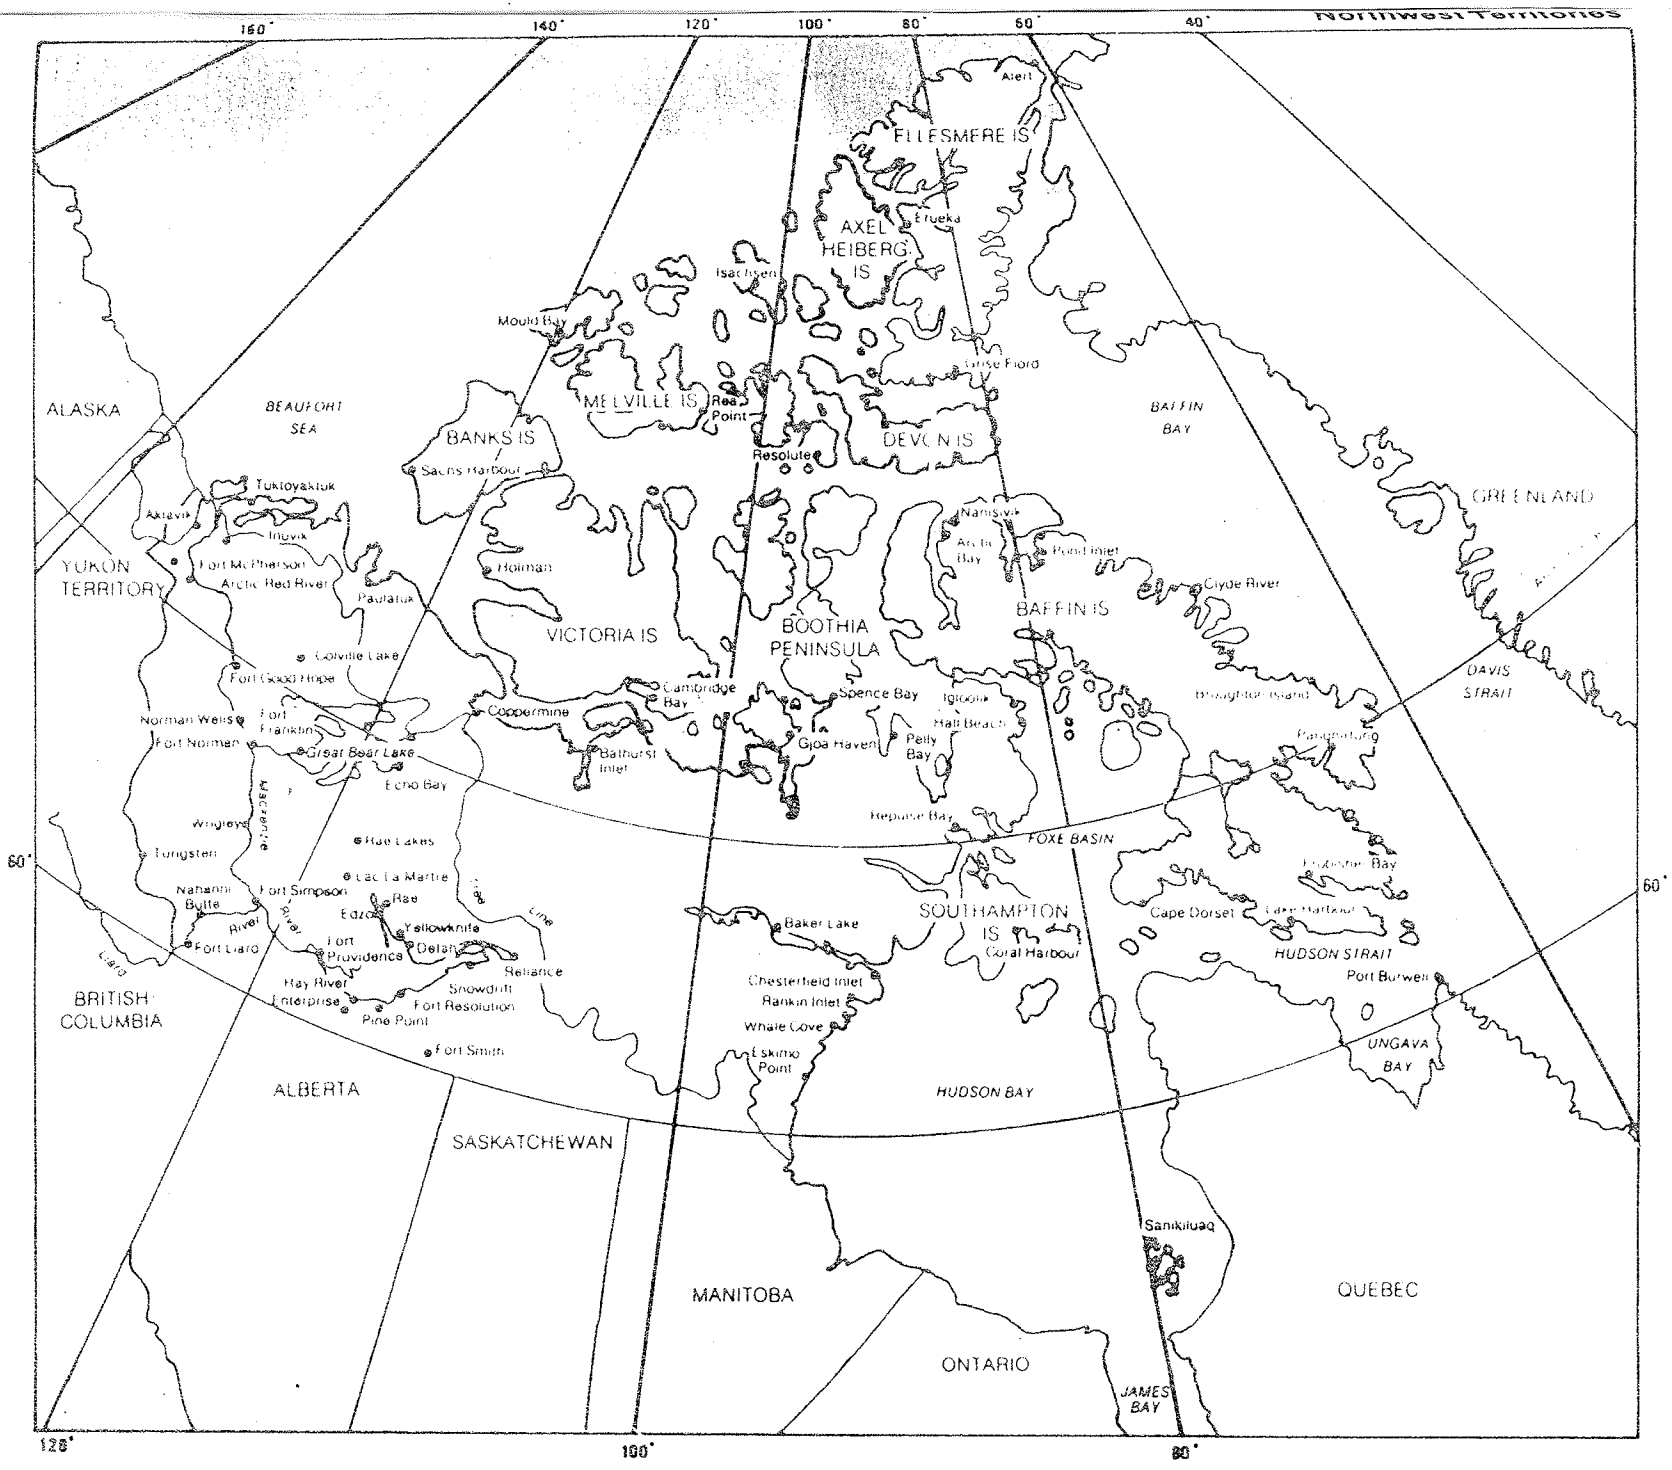 Northwest Territories
160°
140°
120°
100°
80°
60°
40°
Alert
ELLESMERE IS
Erueka
AXEL
HEIBERG
IS
Isachsen
Mould Bay
Grise Fiord
MELVILLE IS
Rea
Point
ALASKA
BEAUFORT
SEA
BAFFIN
BAY
BANKS IS
DEVON IS
Resolute
Sachs Harbour
GREENLAND
Tuktoyaktuk
Aklavik
Inuvik
Nanisivik
Arctic
Bay
Pond Inlet
YUKON
TERRITORY
Fort McPherson
Arctic Red River
Paulatuk
Holman
Clyde River
BAFFIN IS
VICTORIA IS
BOOTHIA
PENINSULA
Colville Lake
Fort Good Hope
DAVIS
STRAIT
Cambridge
Bay
Spence Bay
Igloolik
Broughton Island
Norman Wells
Fort
Franklin
Coppermine
Hall Beach
Fort Norman
Great Bear Lake
Bathurst
Inlet
Gjoa Haven
Pelly
Bay
Pangnirtung
Echo Bay
Mackenzie
Wrigley
Repulse Bay
Rae Lakes
FOXE BASIN
Tungsten
60°
Frobisher Bay
Lac La Martre
60°
Nahanni
Butte
Fort Simpson
Rae
Edzo
Line
River
River
Yellowknife
Baker Lake
SOUTHAMPTON
IS
Cape Dorset
Lake Harbour
Fort Liard
Liard
Fort
Providence
Detah
Coral Harbour
HUDSON STRAIT
Reliance
Port Burwell
Hay River
Snowdrift
Chesterfield Inlet
BRITISH
COLUMBIA
Enterprise
Fort Resolution
Rankin Inlet
Pine Point
Whale Cove
Fort Smith
Eskimo
Point
UNGAVA
BAY
ALBERTA
HUDSON BAY
SASKATCHEWAN
Sanikiluaq
MANITOBA
QUEBEC
ONTARIO
JAMES
BAY
120°
100°
80°